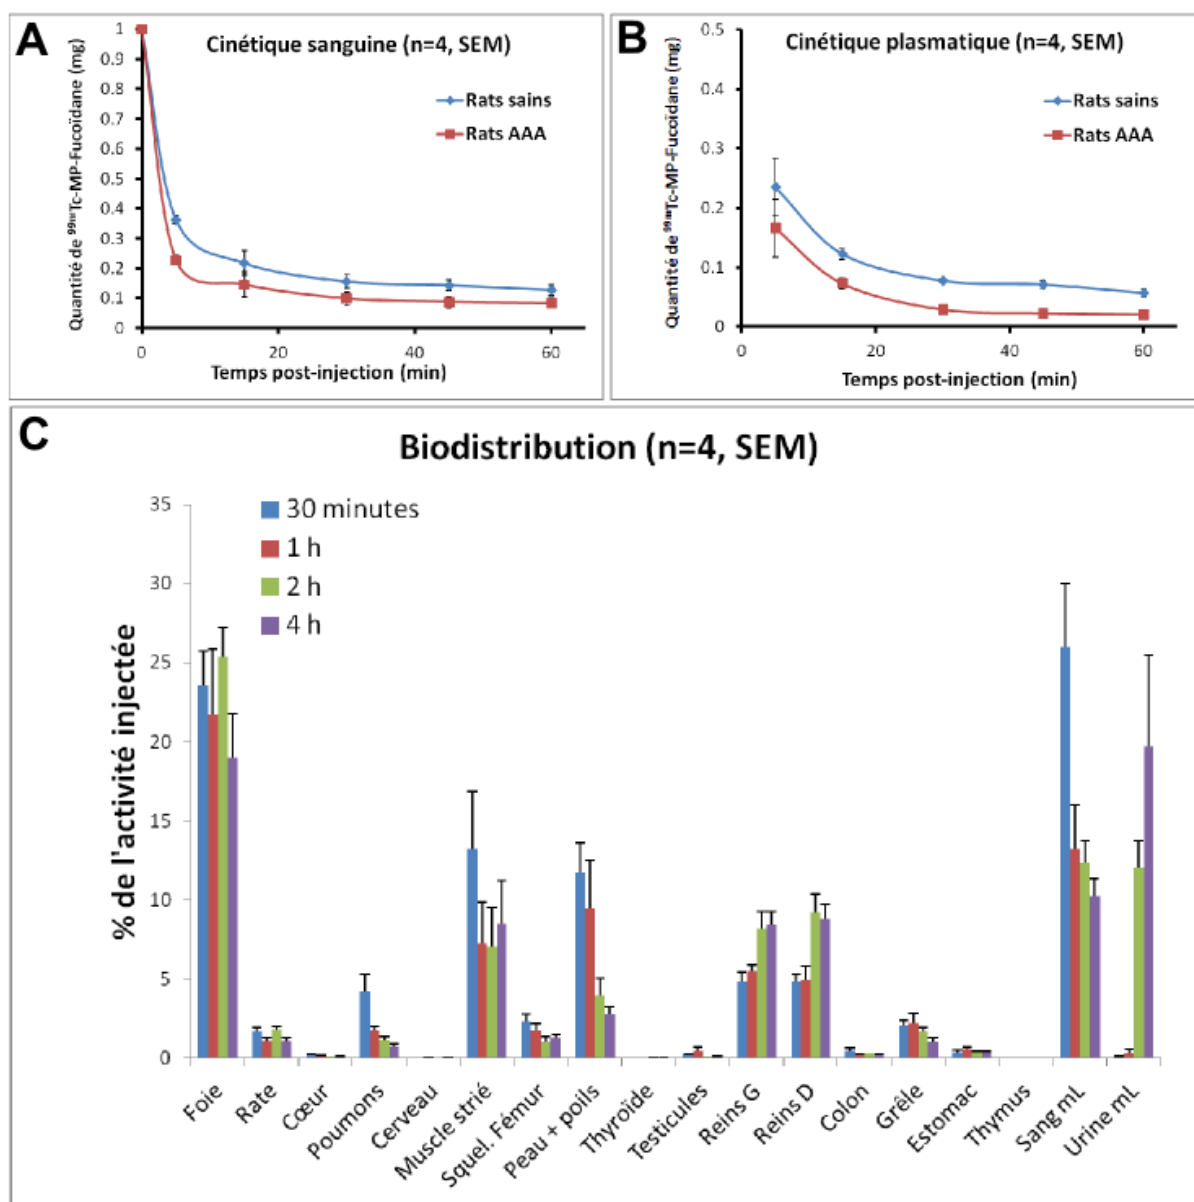 A
Cinétique sanguine (n=4, SEM)
Quantité de ⁹⁹ᵐTc-MP-Fucoïdane (mg)
1
0.9
0.8
0.7
0.6
0.5
0.4
0.3
0.2
0.1
0
Rats sains
Rats AAA
0 20 40 60
Temps post-injection (min)
B
Cinétique plasmatique (n=4, SEM)
Quantité de ⁹⁹ᵐTc-MP-Fucoïdane (mg)
0.5
0.4
0.3
0.2
0.1
0
Rats sains
Rats AAA
0 20 40 60
Temps post-injection (min)
C
Biodistribution (n=4, SEM)
% de l'activité injectée
35
30
25
20
15
10
5
0
30 minutes
1 h
2 h
4 h
Foie
Rate
Cœur
Poumons
Cerveau
Muscle strié
Squel. Fémur
Peau + poils
Thyroïde
Testicules
Reins G
Reins D
Colon
Grêle
Estomac
Thymus
Sang mL
Urine mL